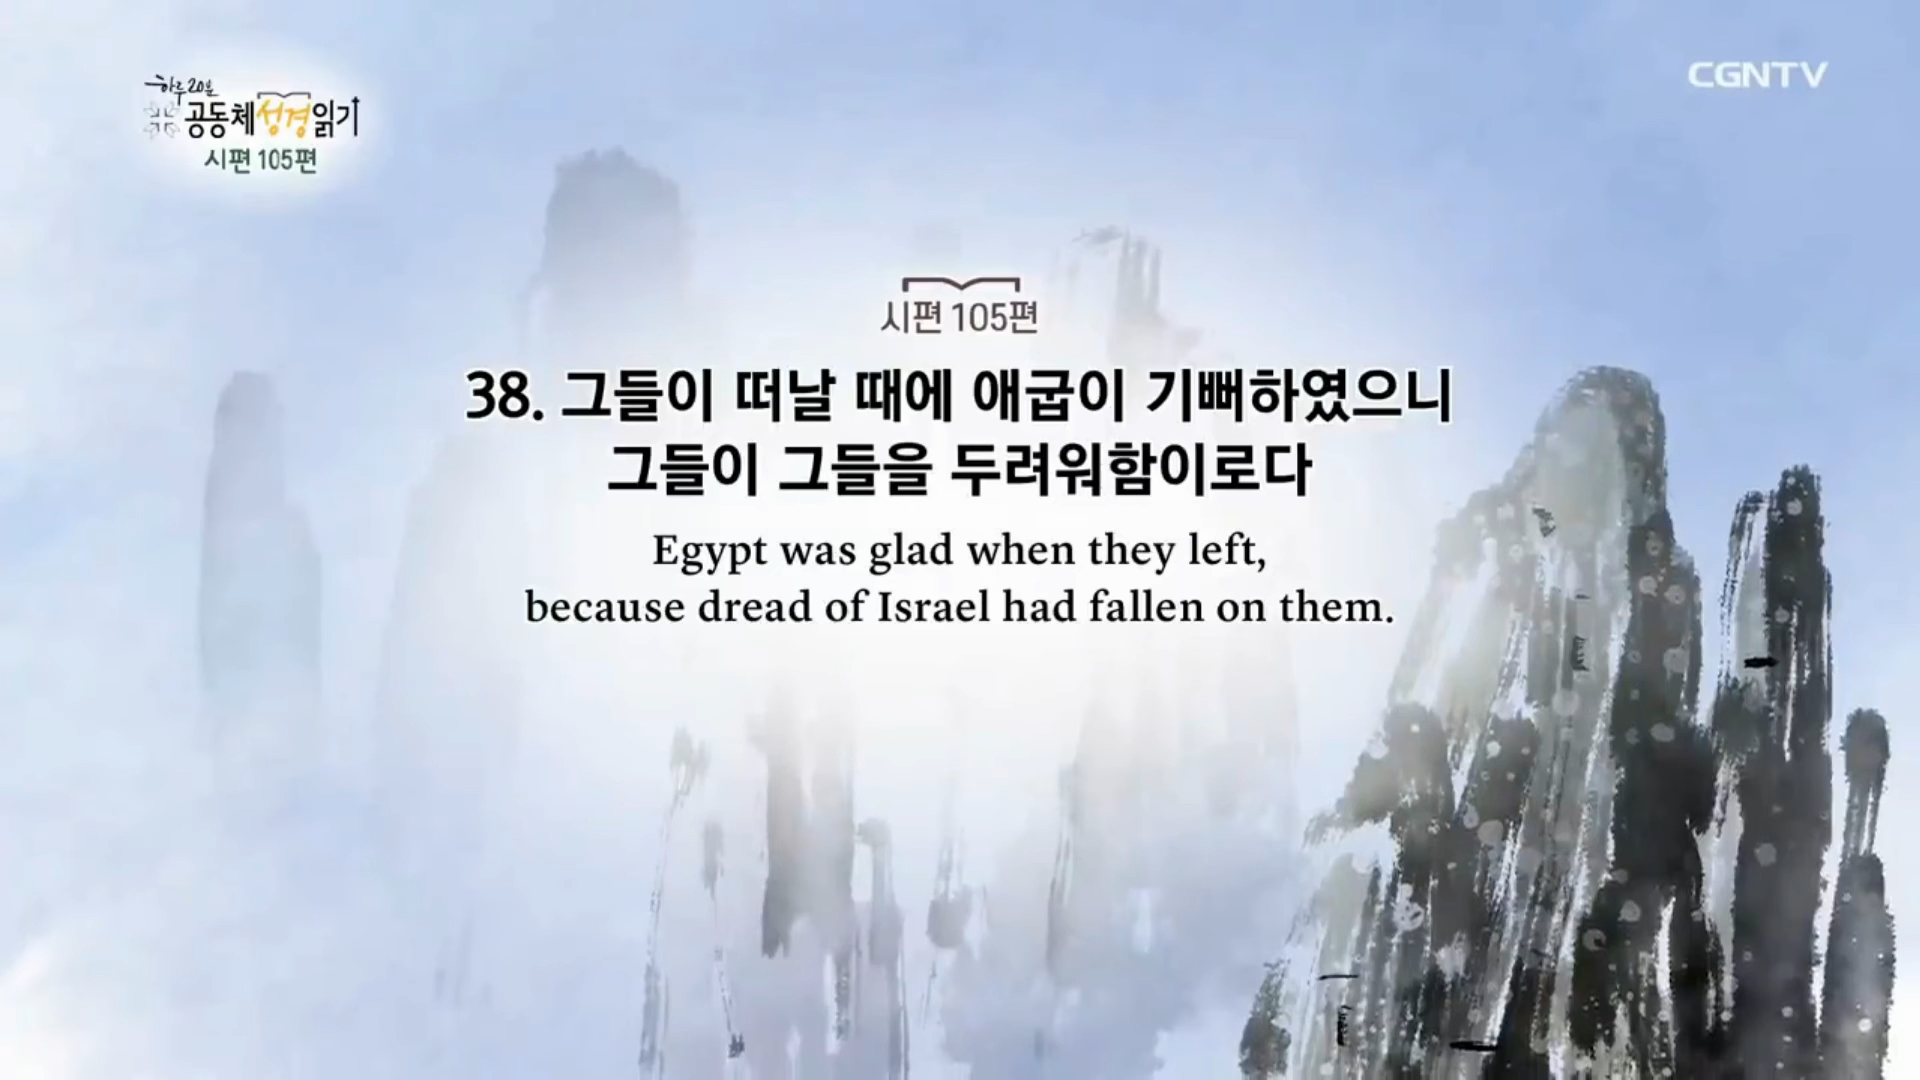 하루 20분
공동체성경읽기
시편 105편
CGNTV
시편 105편
38. 그들이 떠날 때에 애굽이 기뻐하였으니
그들이 그들을 두려워함이로다
Egypt was glad when they left,
because dread of Israel had fallen on them.